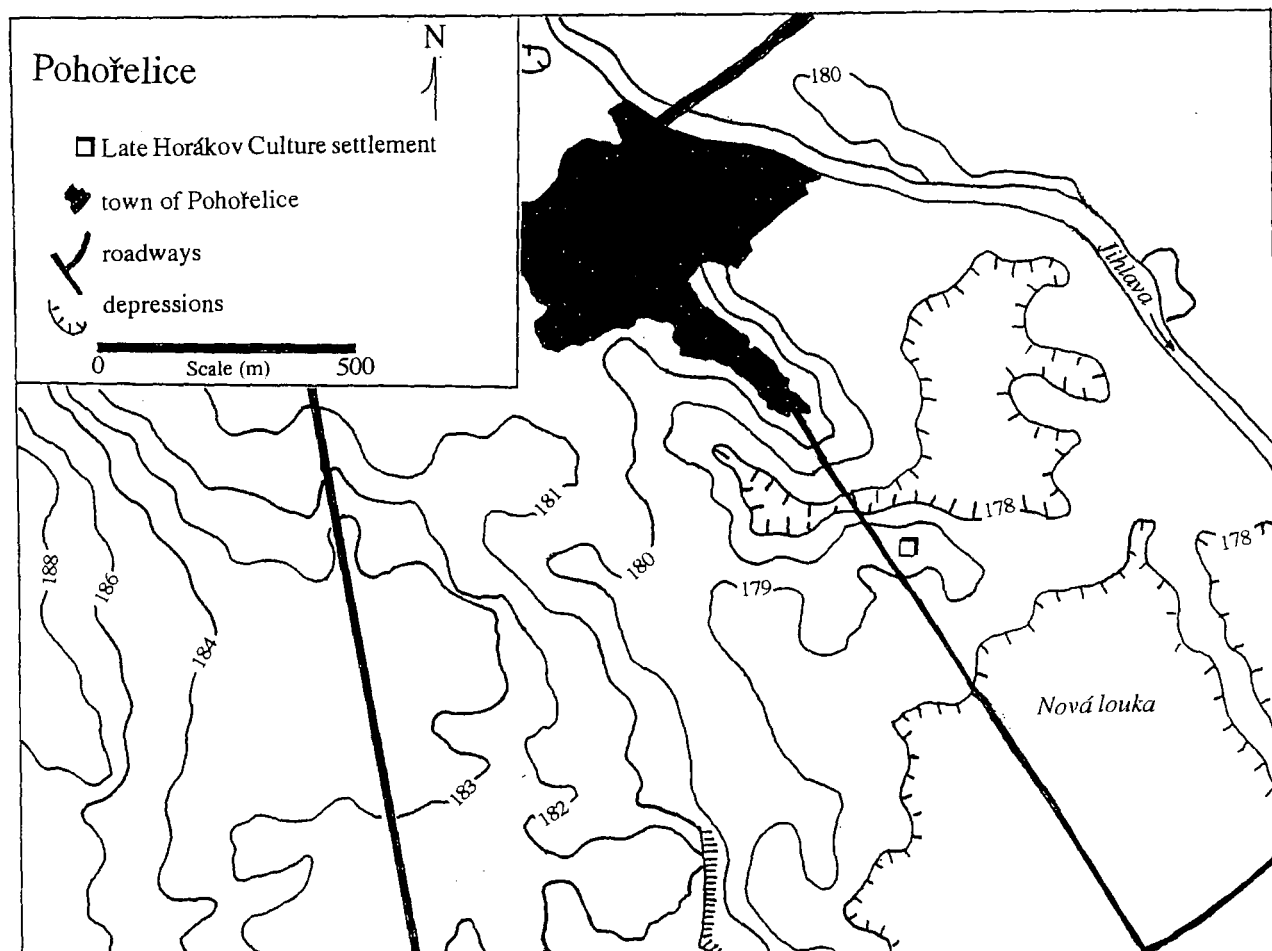 Pohořelice
N
Late Horákov Culture settlement
town of Pohořelice
roadways
depressions
0 500
Scale (m)
180
Jihlava
181
180
178
178
179
188
186
184
Nová louka
183
182